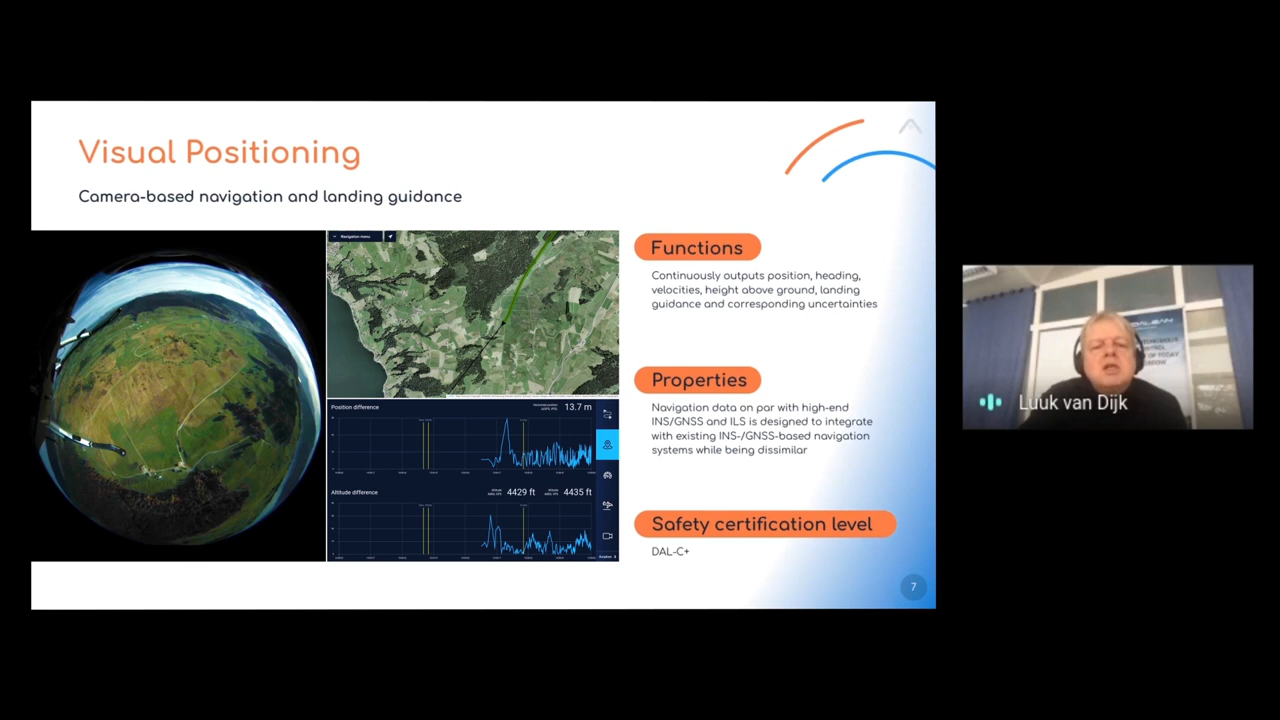 Visual Positioning
Camera-based navigation and landing guidance
Navigation menu
Position difference
13.7 m
Altitude difference
4429 ft
4435 ft
Functions
Continuously outputs position, heading,
velocities, height above ground, landing
guidance and corresponding uncertainties
Properties
Navigation data on par with high-end
INS/GNSS and ILS is designed to integrate
with existing INS-/GNSS-based navigation
systems while being dissimilar
Safety certification level
DAL-C+
7
Luuk van Dijk